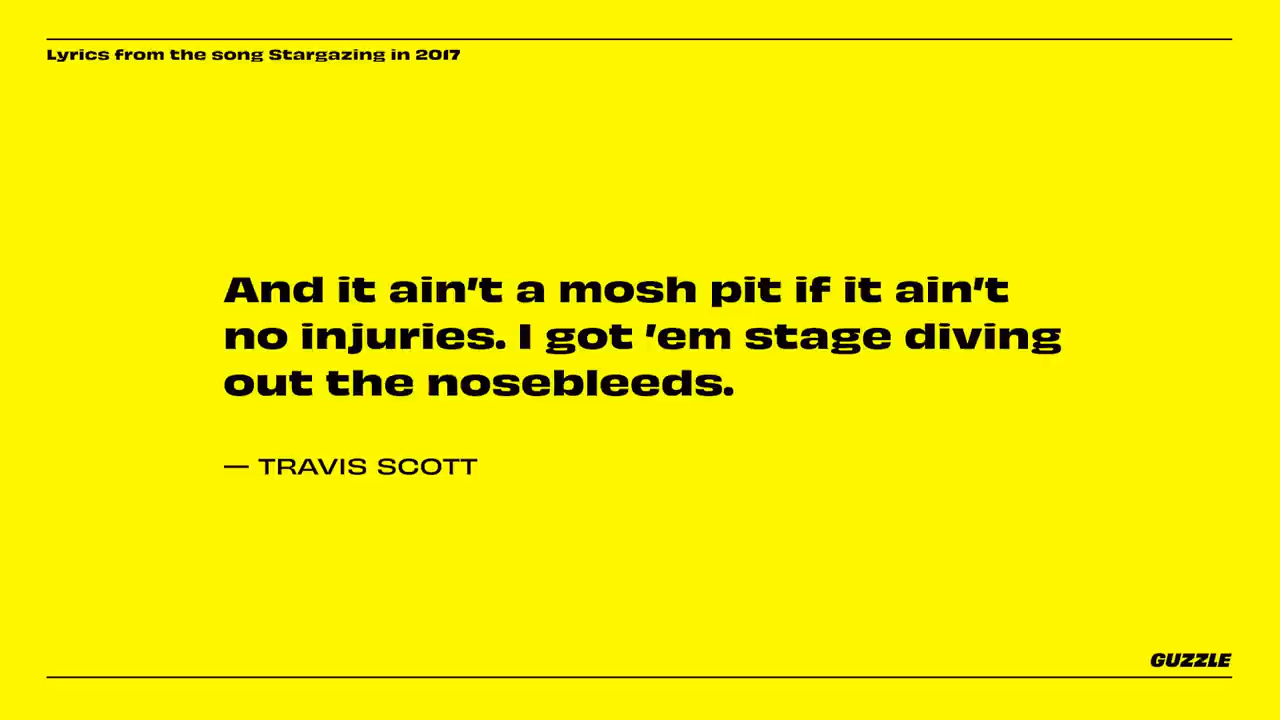 Lyrics from the song Stargazing in 2017
And it ain't a mosh pit if it ain't
no injuries. I got 'em stage diving
out the nosebleeds.
— TRAVIS SCOTT
GUZZLE